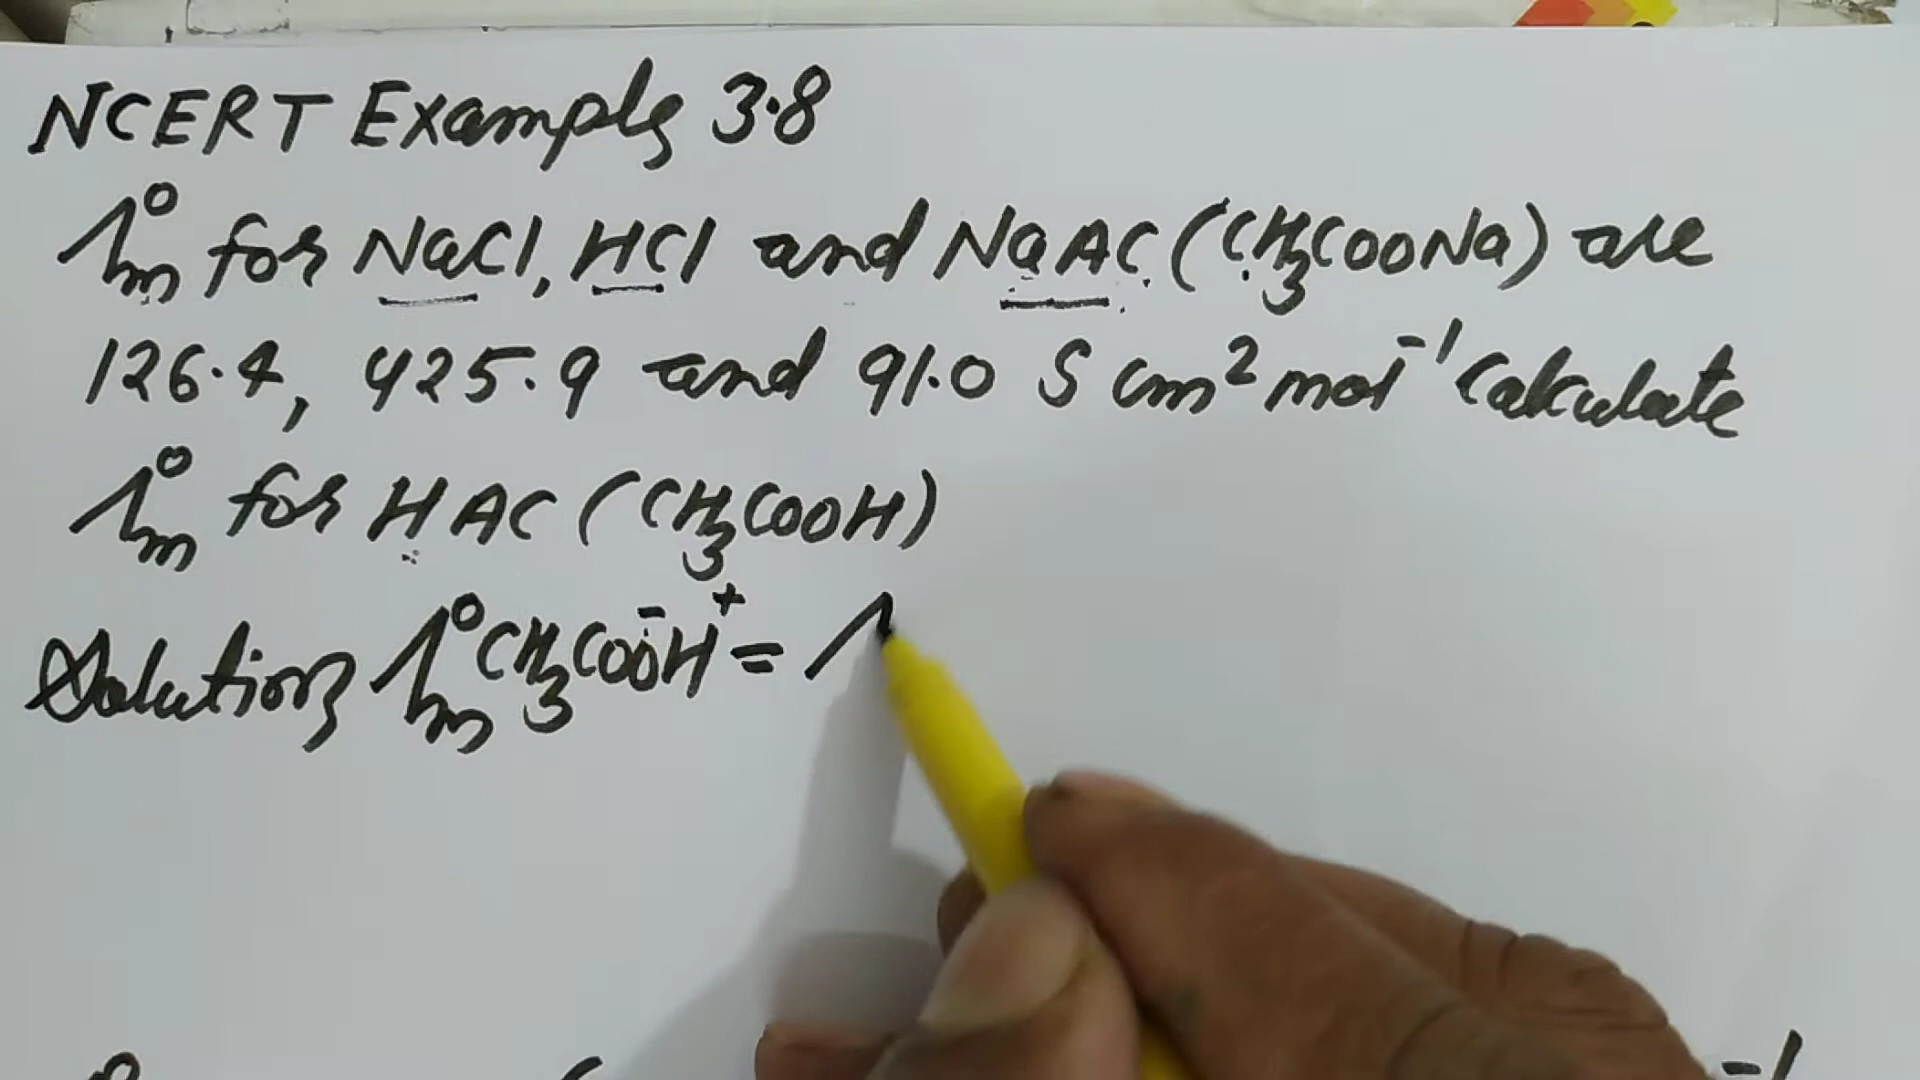 NCERT Example 3.8
Λ°m for NaCl, HCl and NaAC (CH3COONa) are
126.4, 425.9 and 91.0 S cm² mol⁻¹ Calculate
Λ°m for HAC (CH3COOH)
Solution Λ°m CH3COO⁻H⁺ = Λ